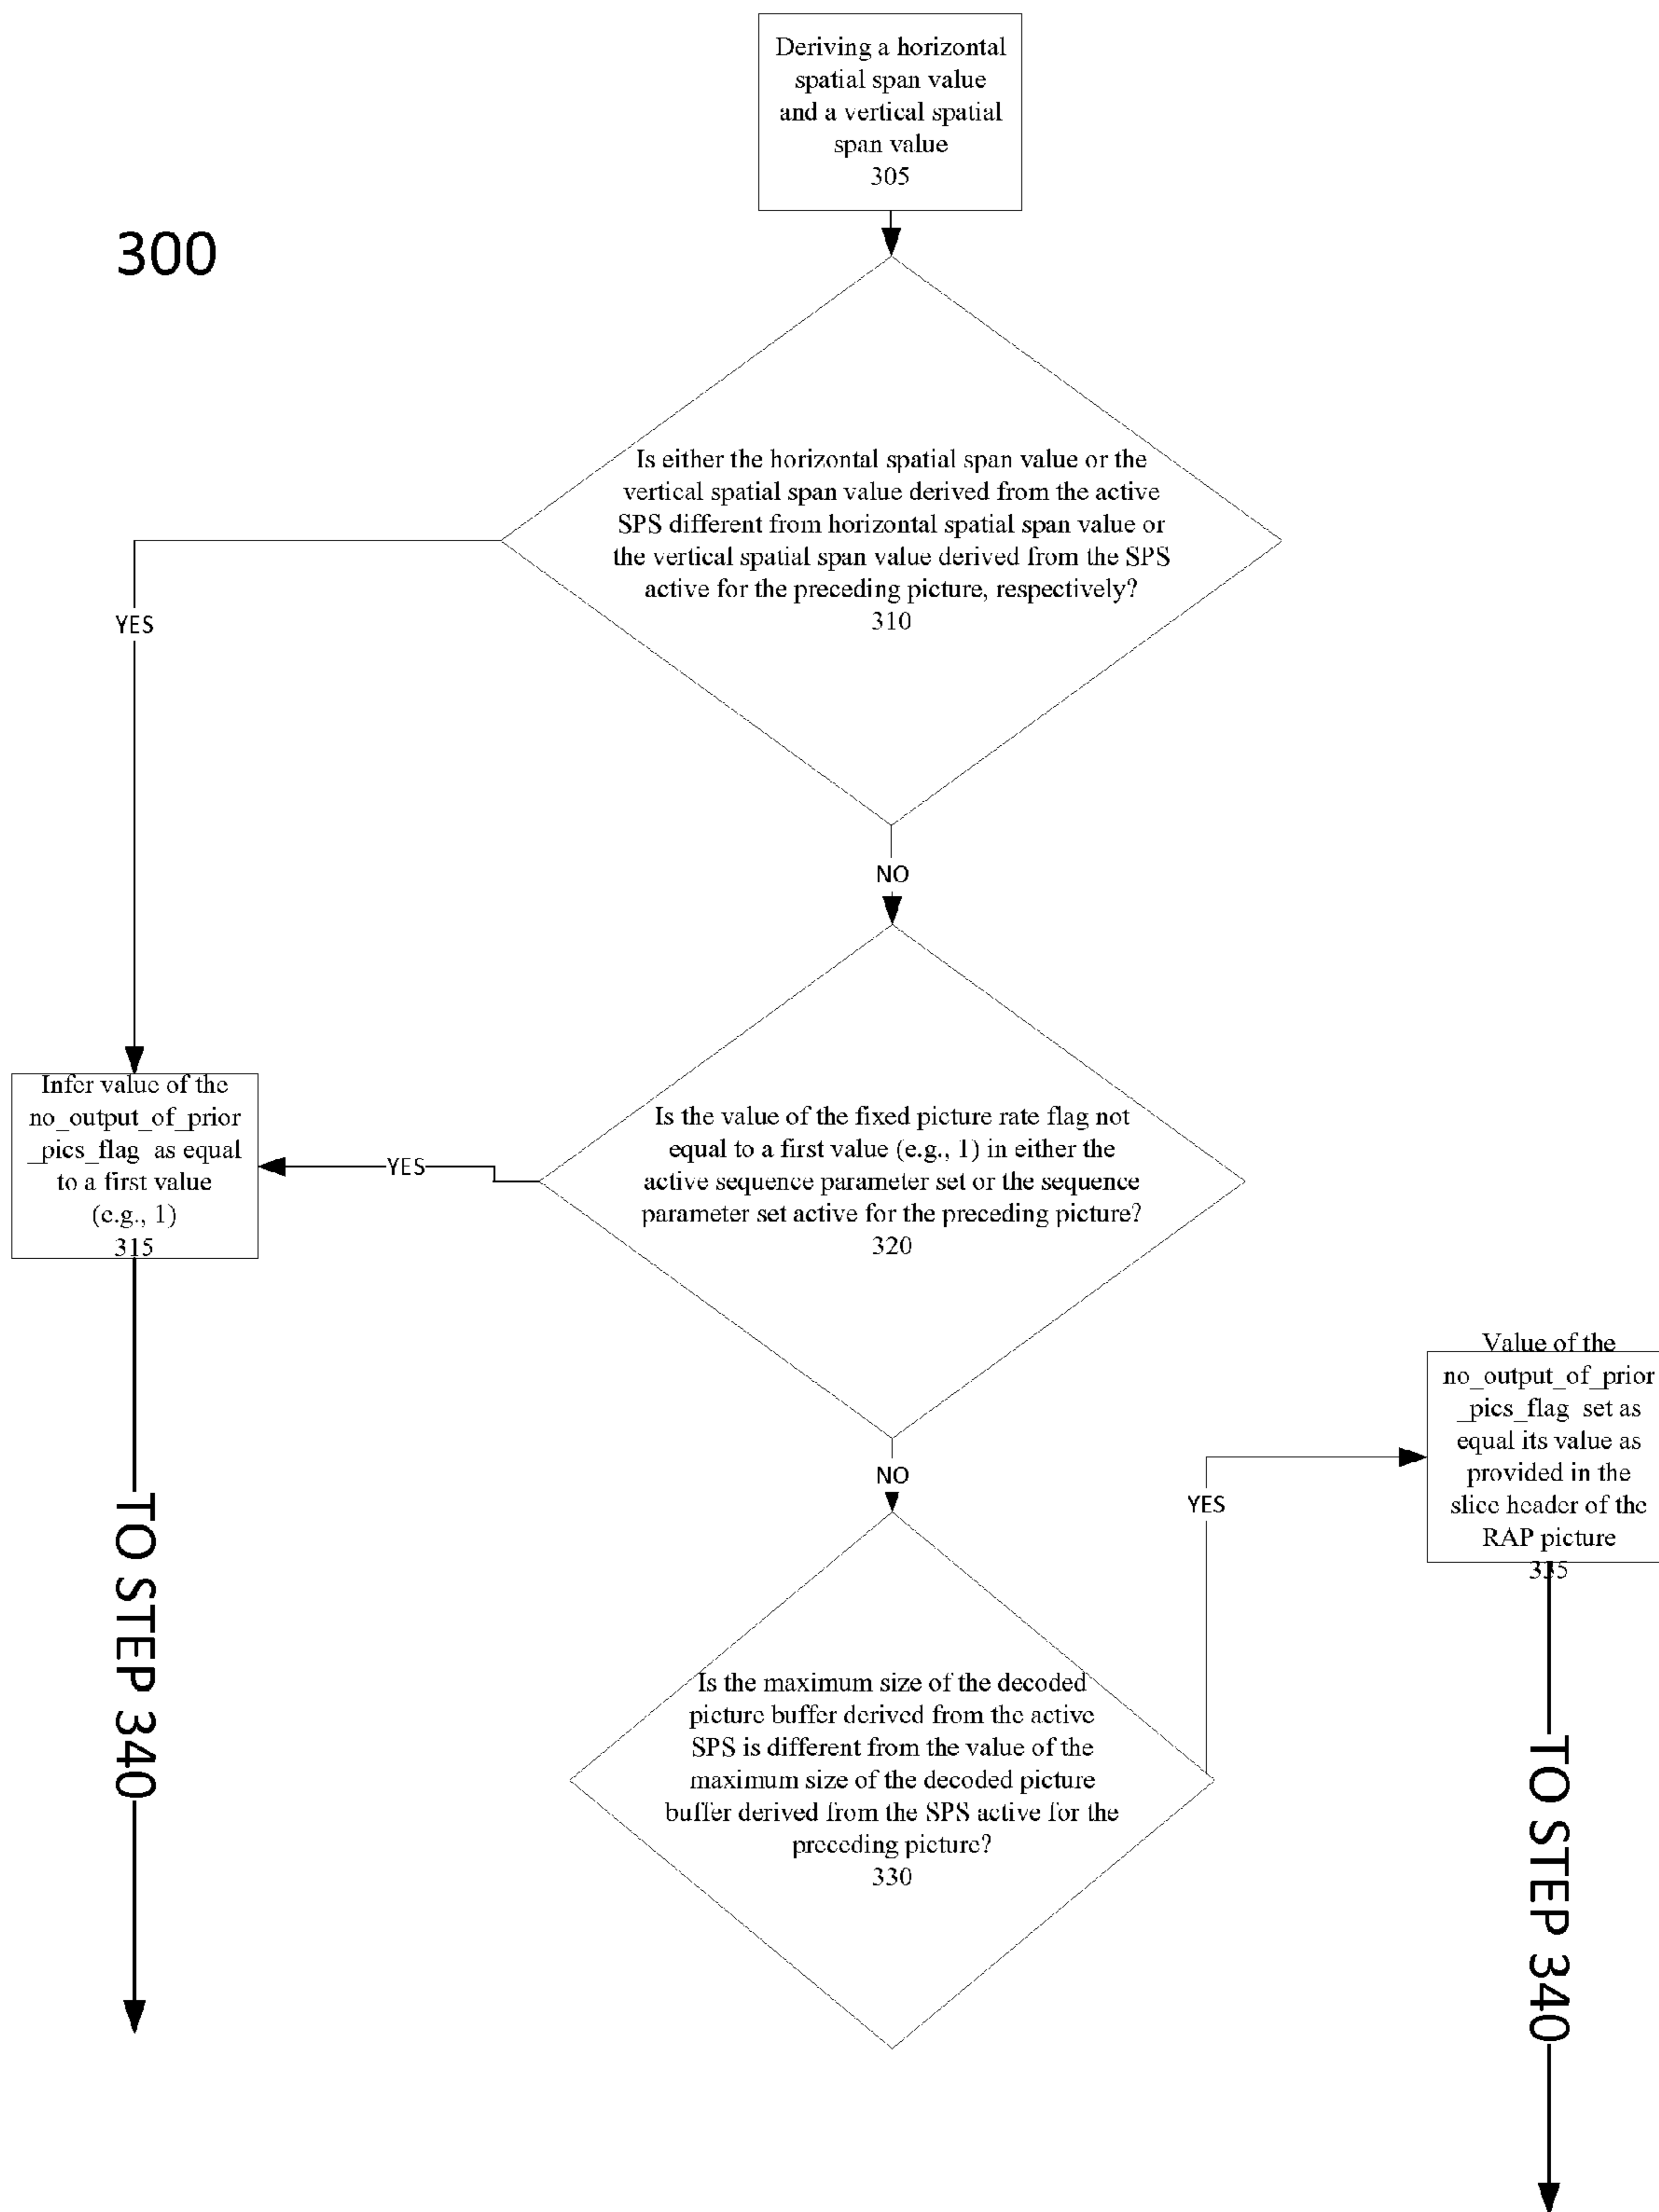 Deriving a horizontal
spatial span value
and a vertical spatial
span value
305
300
Is either the horizontal spatial span value or the
vertical spatial span value derived from the active
SPS different from horizontal spatial span value or
the vertical spatial span value derived from the SPS
active for the preceding picture, respectively?
310
YES
NO
Infer value of the
no_output_of_prior
_pics_flag as equal
to a first value
(e.g., 1)
315
YES
Is the value of the fixed picture rate flag not
equal to a first value (e.g., 1) in either the
active sequence parameter set or the sequence
parameter set active for the preceding picture?
320
NO
YES
Value of the
no_output_of_prior
_pics_flag set as
equal its value as
provided in the
slice header of the
RAP picture
335
TO STEP 340
Is the maximum size of the decoded
picture buffer derived from the active
SPS is different from the value of the
maximum size of the decoded picture
buffer derived from the SPS active for the
preceding picture?
330
TO STEP 340